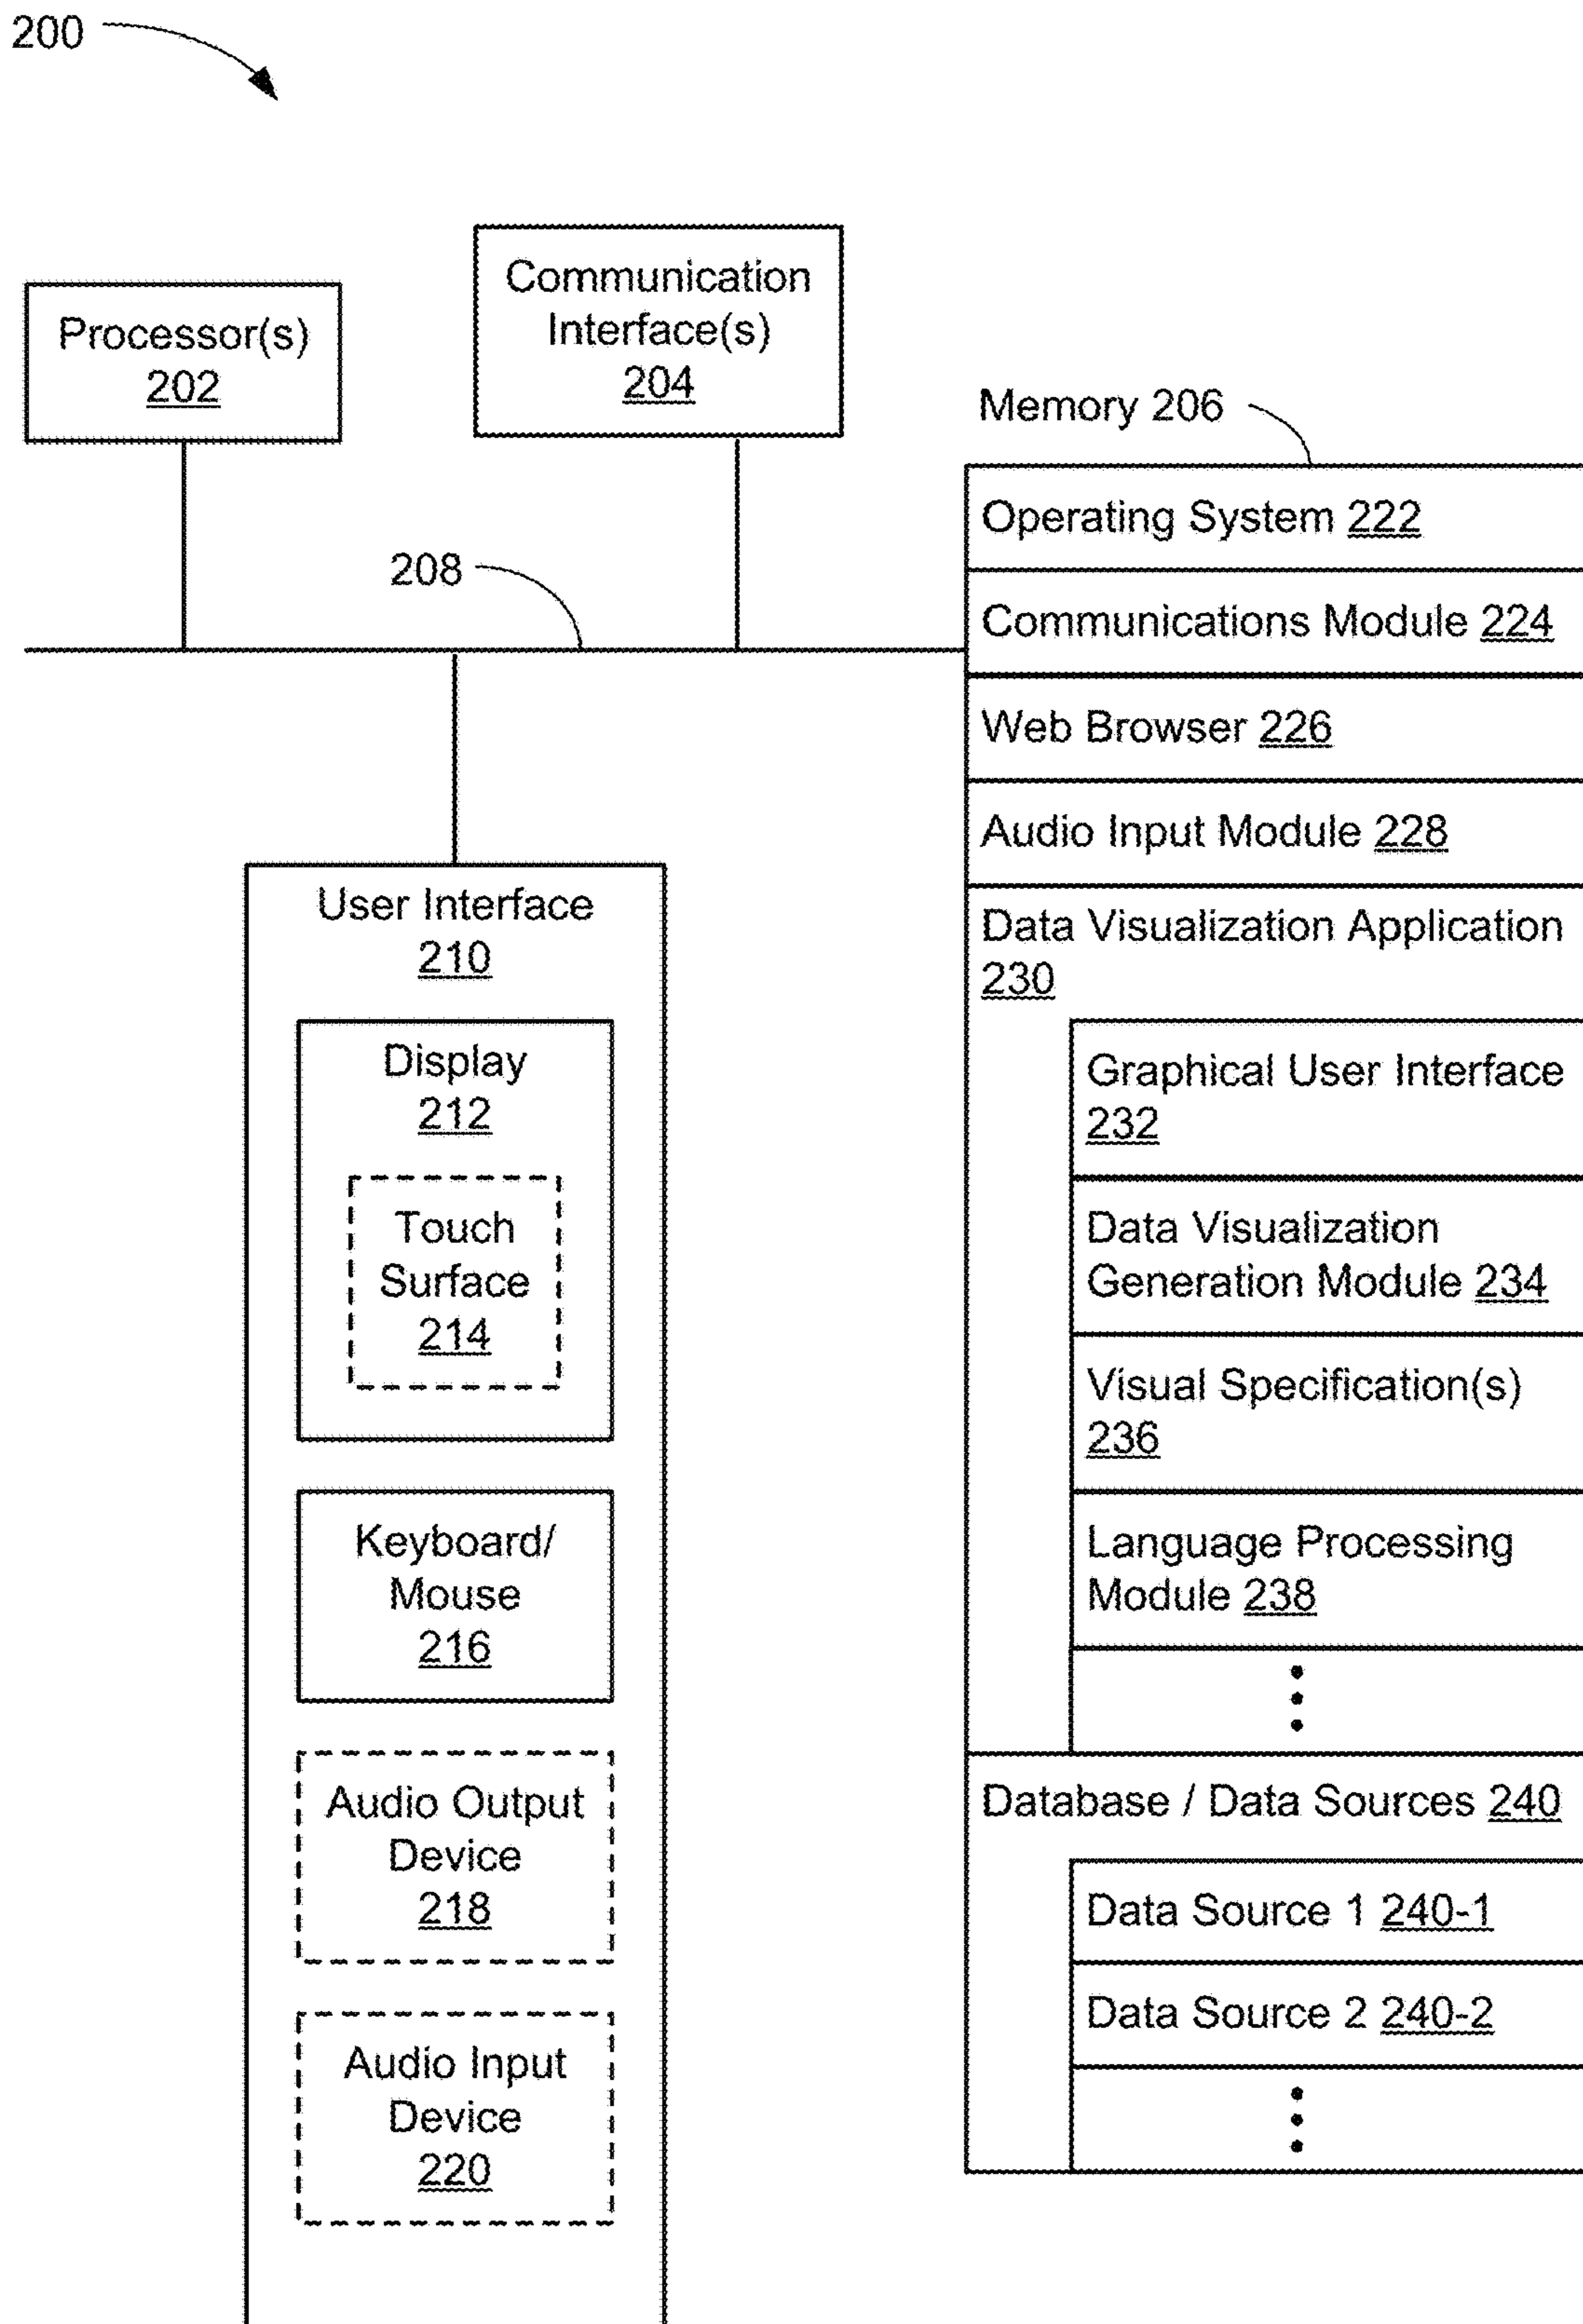 200
Processor(s)
202
Communication
Interface(s)
204
208
User Interface
210
Display
212
Touch
Surface
214
Keyboard/
Mouse
216
Audio Output
Device
218
Audio Input
Device
220
Memory 206
Operating System 222
Communications Module 224
Web Browser 226
Audio Input Module 228
Data Visualization Application
230
Graphical User Interface
232
Data Visualization
Generation Module 234
Visual Specification(s)
236
Language Processing
Module 238
Database / Data Sources 240
Data Source 1 240-1
Data Source 2 240-2